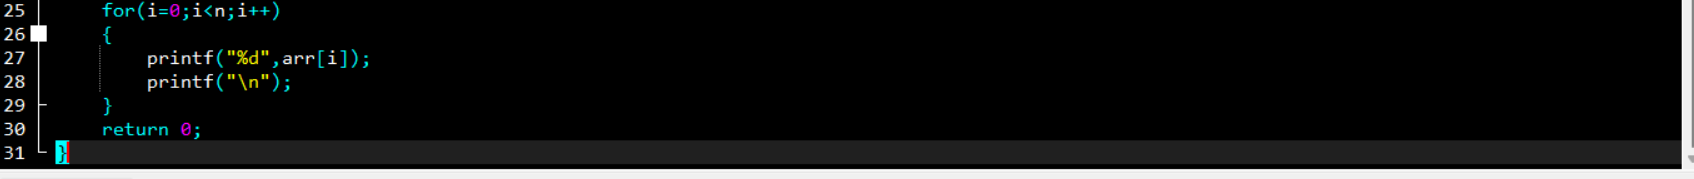 25 for(i=0;i<n;i++)
26 {
27 printf("%d",arr[i]);
28 printf("\n");
29 }
30 return 0;
31 }